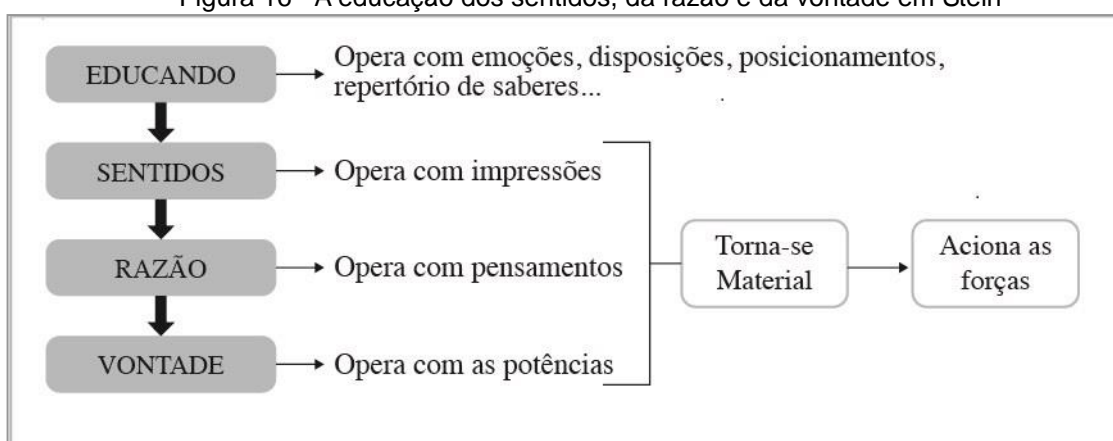 Figura 16 - A educação dos sentidos, da razão e da vontade em Stein
EDUCANDO
Opera com emoções, disposições, posicionamentos,
repertório de saberes...
SENTIDOS
Opera com impressões
RAZÃO
Opera com pensamentos
VONTADE
Opera com as potências
Torna-se
Material
Aciona as
forças